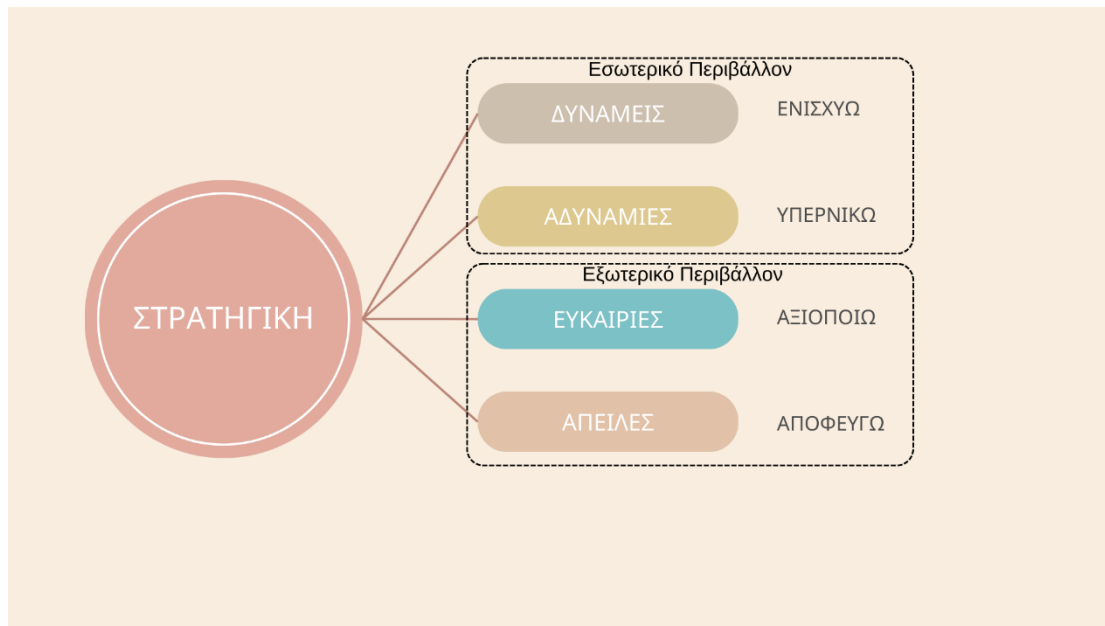 ΣΤΡΑΤΗΓΙΚΗ
Εσωτερικό Περιβάλλον
ΔΥΝΑΜΕΙΣ
ΕΝΙΣΧΥΩ
ΑΔΥΝΑΜΙΕΣ
ΥΠΕΡΝΙΚΩ
Εξωτερικό Περιβάλλον
ΕΥΚΑΙΡΙΕΣ
ΑΞΙΟΠΟΙΩ
ΑΠΕΙΛΕΣ
ΑΠΟΦΕΥΓΩ